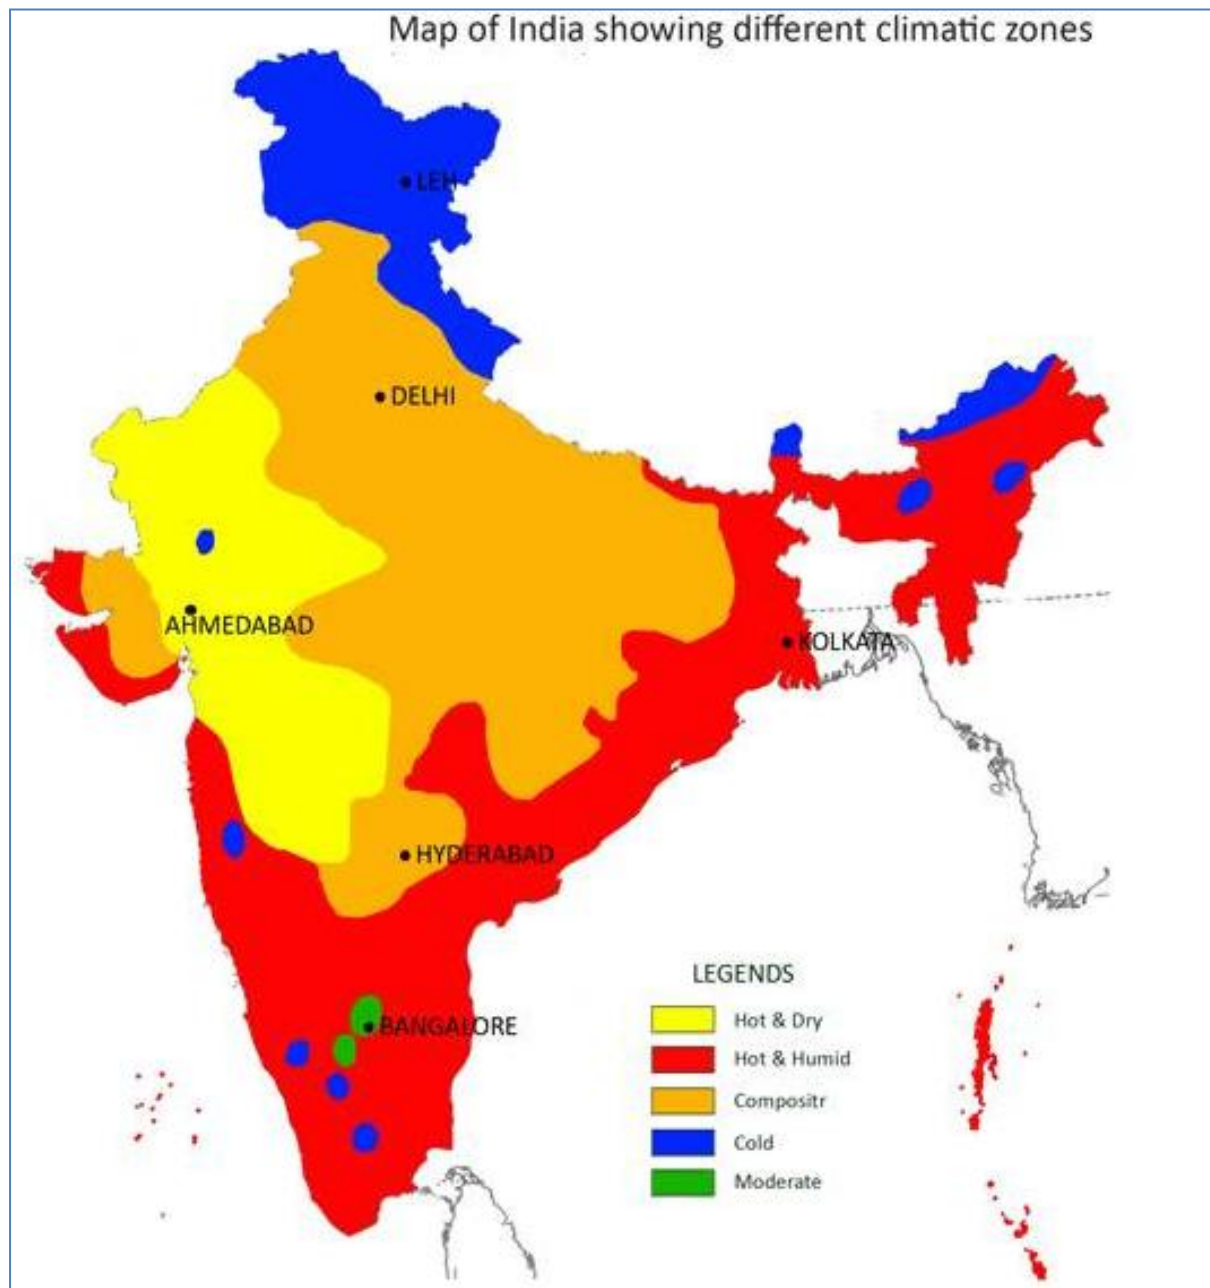 Map of India showing different climatic zones
LEH
DELHI
AHMEDABAD
KOLKATA
HYDERABAD
BANGALORE
LEGENDS
Hot & Dry
Hot & Humid
Compositr
Cold
Moderate